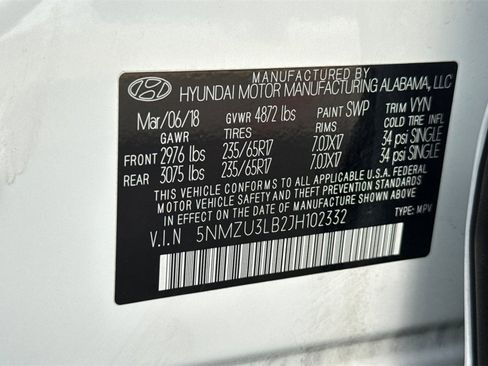 MANUFACTURED BY
HYUNDAI MOTOR MANUFACTURING ALABAMA, LLC
Mar/06/18 GVWR 4872 lbs PAINT SWP TRIM VYN
GAWR TIRES RIMS COLD TIRE INFL
FRONT 2976 lbs 235/65R17 7.0JX17 34 psi SINGLE
REAR 3075 lbs 235/65R17 7.0JX17 34 psi SINGLE
THIS VEHICLE CONFORMS TO ALL APPLICABLE U.S.A. FEDERAL
MOTOR VEHICLE SAFETY, BUMPER, AND THEFT PREVENTION
STANDARDS IN EFFECT ON THE DATE OF MANUFACTURE SHOWN ABOVE.
V.I.N 5NMZU3LB2JH102332 TYPE: MPV